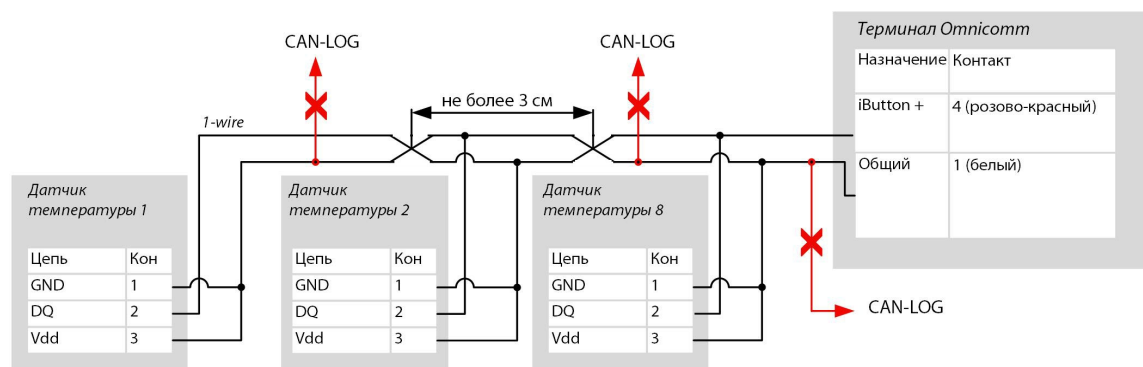 CAN-LOG
CAN-LOG
не более 3 см
1-wire
Терминал Omnicomm
Назначение Контакт
iButton + 4 (розово-красный)
Общий 1 (белый)
Датчик
температуры 1
Цепь Кон
GND 1
DQ 2
Vdd 3
Датчик
температуры 2
Цепь Кон
GND 1
DQ 2
Vdd 3
Датчик
температуры 8
Цепь Кон
GND 1
DQ 2
Vdd 3
CAN-LOG